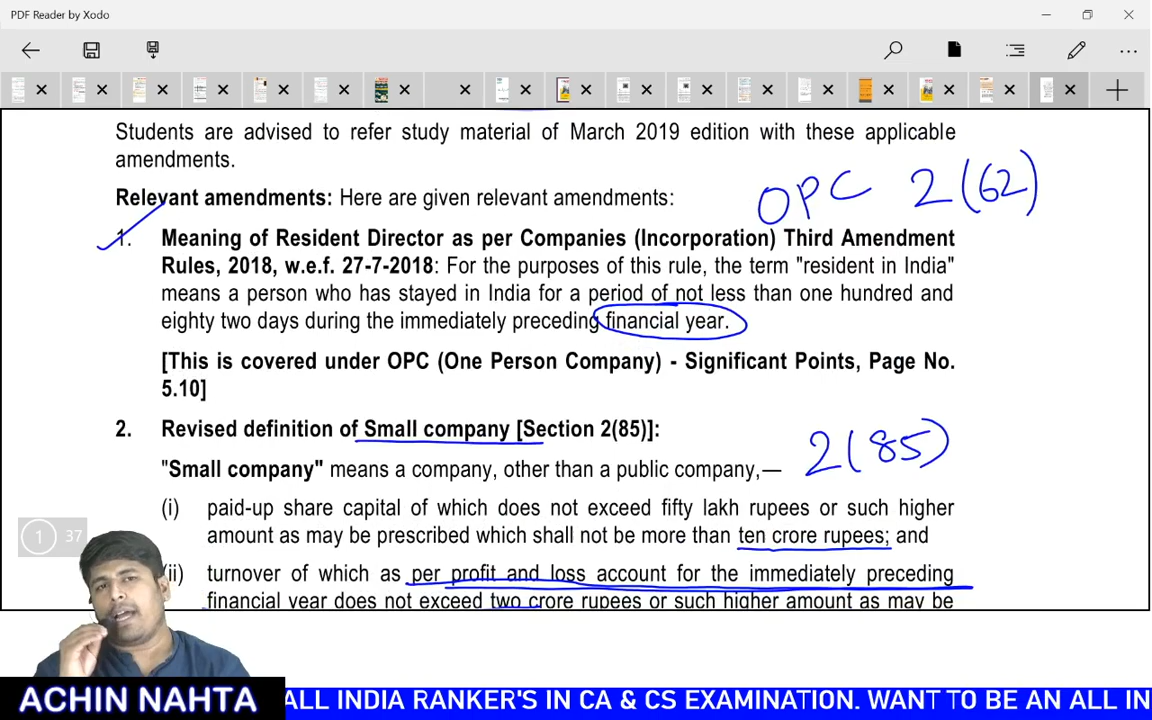 PDF Reader by Xodo
Students are advised to refer study material of March 2019 edition with these applicable
amendments.
Relevant amendments: Here are given relevant amendments:
OPC 2(62)
1. Meaning of Resident Director as per Companies (Incorporation) Third Amendment
Rules, 2018, w.e.f. 27-7-2018: For the purposes of this rule, the term "resident in India"
means a person who has stayed in India for a period of not less than one hundred and
eighty two days during the immediately preceding financial year.
[This is covered under OPC (One Person Company) - Significant Points, Page No.
5.10]
2. Revised definition of Small company [Section 2(85)]:
2(85)
"Small company" means a company, other than a public company,—
(i) paid-up share capital of which does not exceed fifty lakh rupees or such higher
amount as may be prescribed which shall not be more than ten crore rupees; and
1 37
(ii) turnover of which as per profit and loss account for the immediately preceding
financial year does not exceed two crore rupees or such higher amount as may be
ACHIN NAHTA
ALL INDIA RANKER'S IN CA & CS EXAMINATION. WANT TO BE AN ALL IN